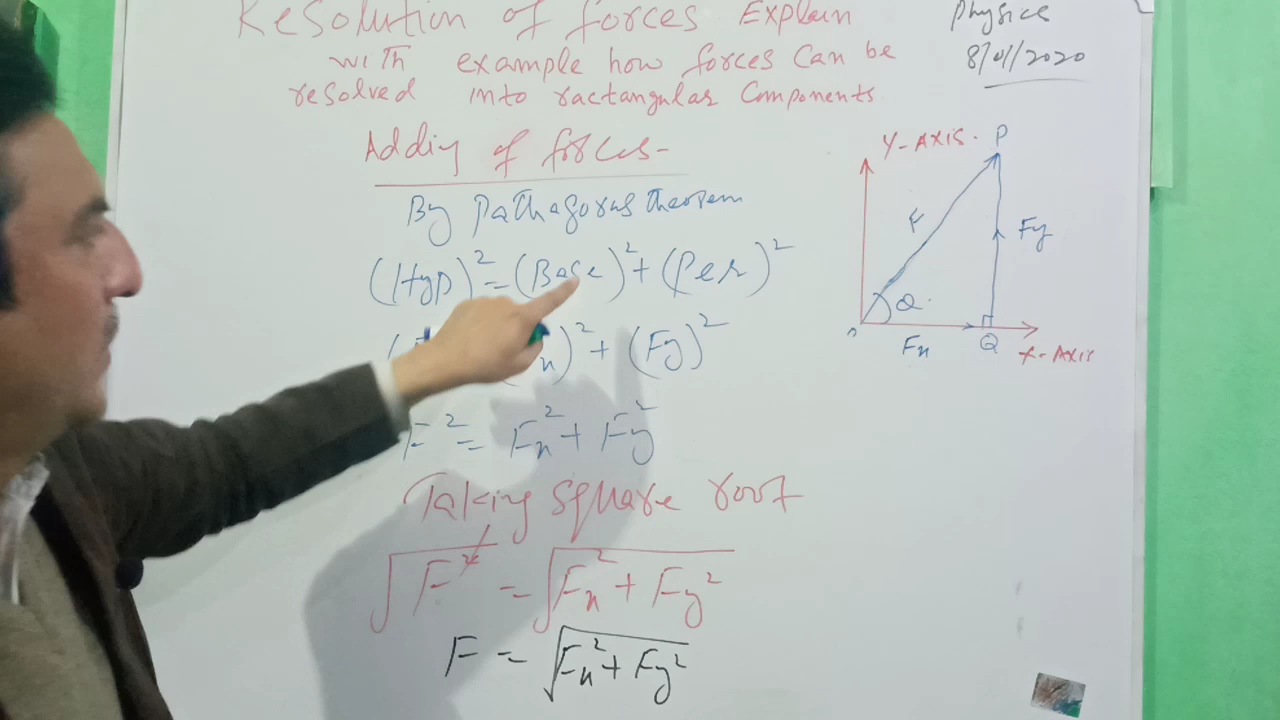 Resolution of forces Explain
with example how forces can be
resolved into ractangular Components
Physics
8/01/2020
Adding of forces-
By Pathagorus theorem
(Hyp)² = (Base)² + (Per)²
x)² + (Fy)²
F² = Fx² + Fy²
Taking square root
√F² = √Fx² + Fy²
F = √Fx² + Fy²
Y-AXIS.
P
F
Fy
Q.
o
Fx
Q
X-AXIS